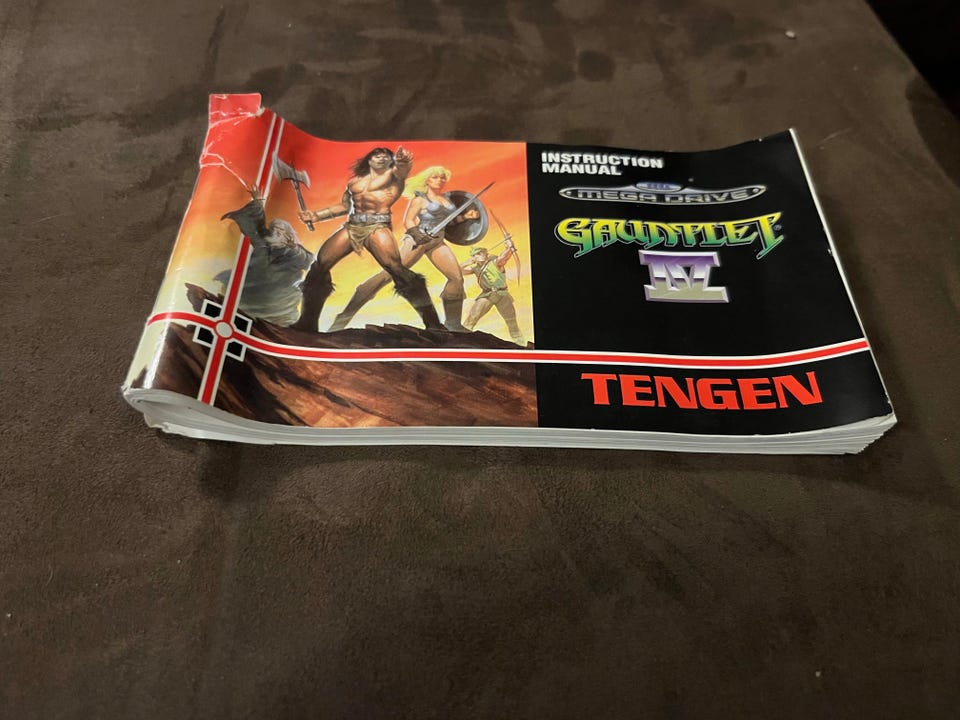 INSTRUCTION
MANUAL
SEGA
MEGA DRIVE
GAUNTLET®
IV
TENGEN